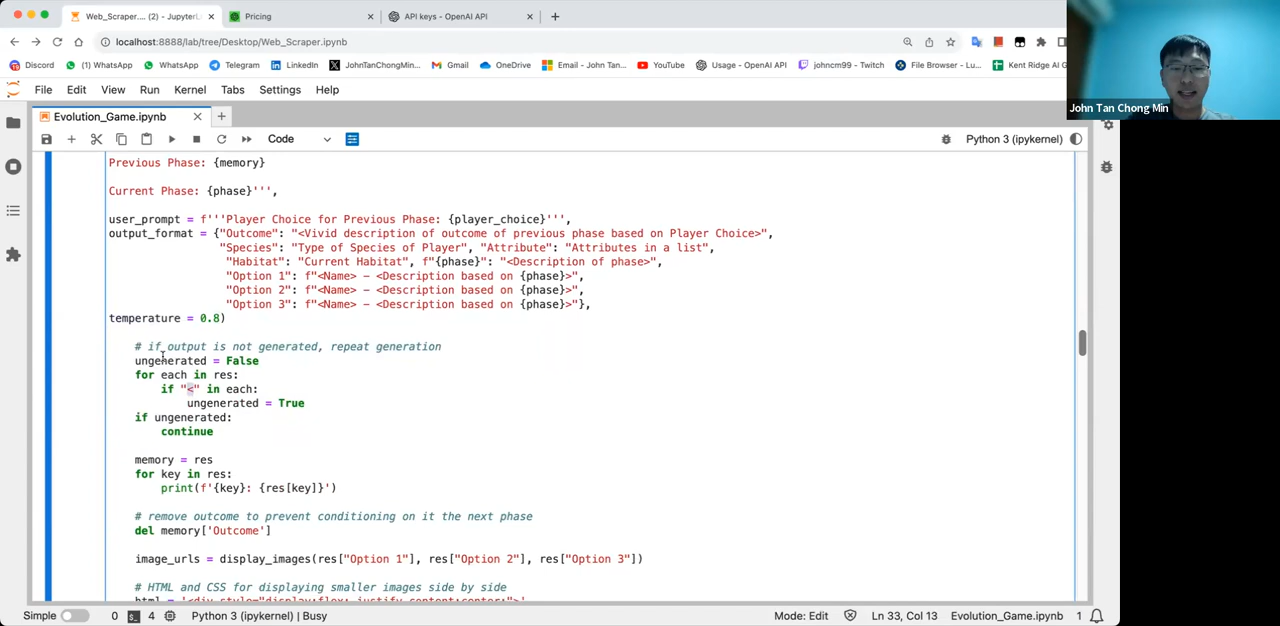 Web_Scraper.... (2) - JupyterL
Pricing
API keys - OpenAI API
localhost:8888/lab/tree/Desktop/Web_Scraper.ipynb
Discord
(1) WhatsApp
WhatsApp
Telegram
LinkedIn
JohnTanChongMin...
Gmail
OneDrive
Email - John Tan...
YouTube
Usage - OpenAI API
johncm99 - Twitch
File Browser - Lu...
Kent Ridge AI G
John Tan Chong Min
File Edit View Run Kernel Tabs Settings Help
Evolution_Game.ipynb
Code
Python 3 (ipykernel)
Previous Phase: {memory}
Current Phase: {phase}''',
user_prompt = f'''Player Choice for Previous Phase: {player_choice}''',
output_format = {"Outcome": "<Vivid description of outcome of previous phase based on Player Choice>",
"Species": "Type of Species of Player", "Attribute": "Attributes in a list",
"Habitat": "Current Habitat", f"{phase}": "<Description of phase>",
"Option 1": f"<Name> - <Description based on {phase}>",
"Option 2": f"<Name> - <Description based on {phase}>",
"Option 3": f"<Name> - <Description based on {phase}>"},
temperature = 0.8)
# if output is not generated, repeat generation
ungenerated = False
for each in res:
if "<" in each:
ungenerated = True
if ungenerated:
continue
memory = res
for key in res:
print(f'{key}: {res[key]}')
# remove outcome to prevent conditioning on it the next phase
del memory['Outcome']
image_urls = display_images(res["Option 1"], res["Option 2"], res["Option 3"])
# HTML and CSS for displaying smaller images side by side
html = '<div style="display:flex; justify-content:center;">'
Simple
0
4
Python 3 (ipykernel) | Busy
Mode: Edit
Ln 33, Col 13
Evolution_Game.ipynb
1